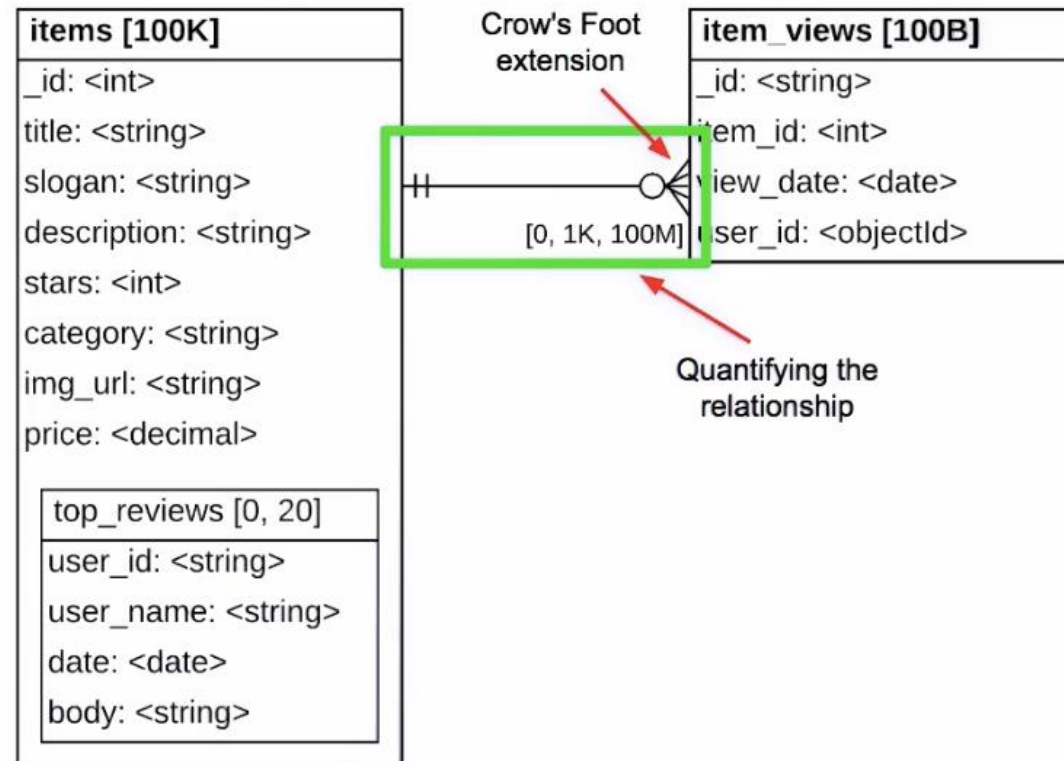 items [100K]
_id: <int>
title: <string>
slogan: <string>
description: <string>
stars: <int>
category: <string>
img_url: <string>
price: <decimal>
top_reviews [0, 20]
user_id: <string>
user_name: <string>
date: <date>
body: <string>
Crow's Foot
extension
[0, 1K, 100M]
Quantifying the
relationship
item_views [100B]
_id: <string>
item_id: <int>
view_date: <date>
user_id: <objectId>